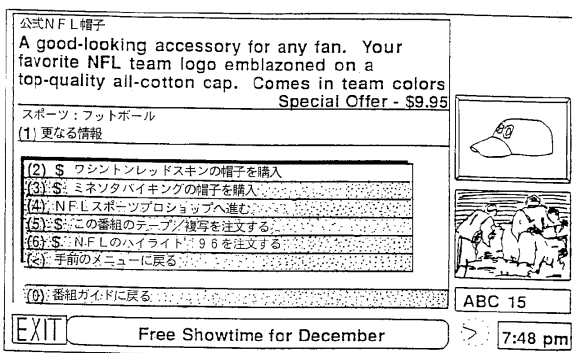 公式NFL帽子
A good-looking accessory for any fan. Your
favorite NFL team logo emblazoned on a
top-quality all-cotton cap. Comes in team colors
Special Offer - $9.95
スポーツ：フットボール
(1) 更なる情報
(2) $ ワシントンレッドスキンの帽子を購入
(3) $ ミネソタバイキングの帽子を購入
(4) NFLスポーツプロショップへ進む
(5) $ この番組のテープ／複写を注文する
(6) $ NFLのハイライト'96を注文する
(<) 手前のメニューに戻る
(0) 番組ガイドに戻る
ABC 15
EXIT
Free Showtime for December
>
7:48 pm